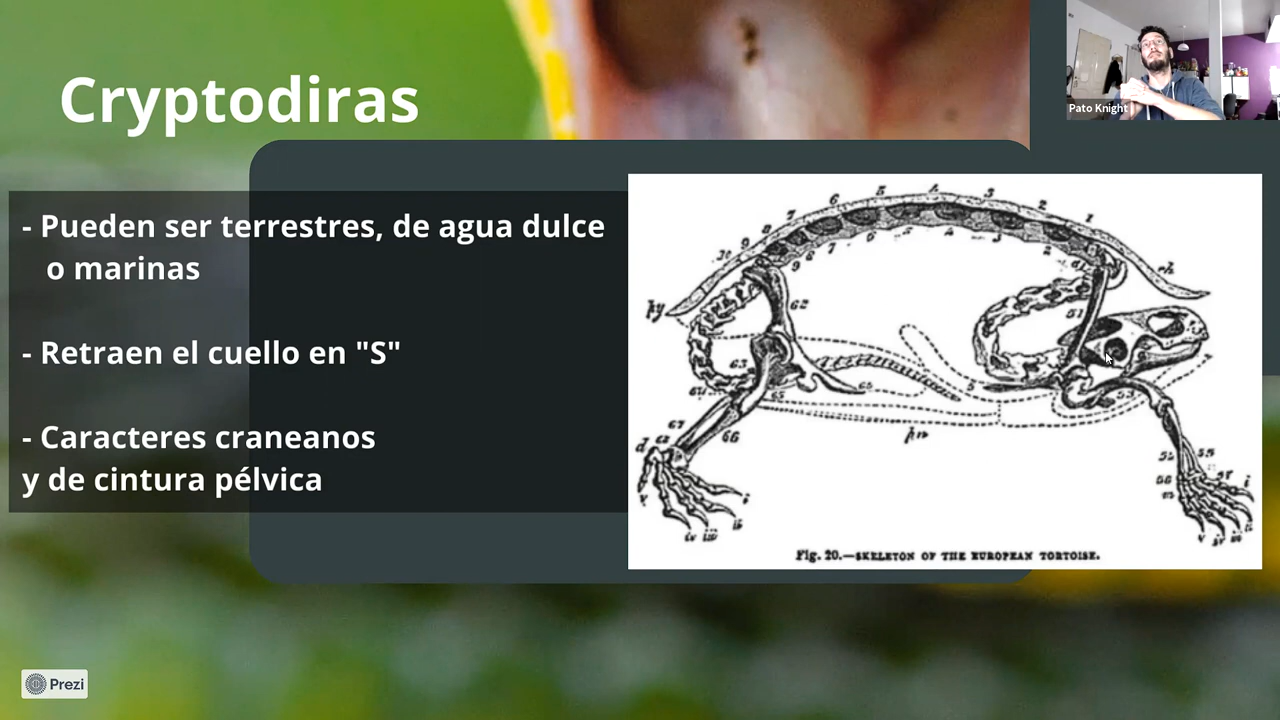 Cryptodiras
Pato Knight
- Pueden ser terrestres, de agua dulce
o marinas
- Retraen el cuello en "S"
- Caracteres craneanos
y de cintura pélvica
Fig. 20.—SKELETON OF THE EUROPEAN TORTOISE.
Prezi